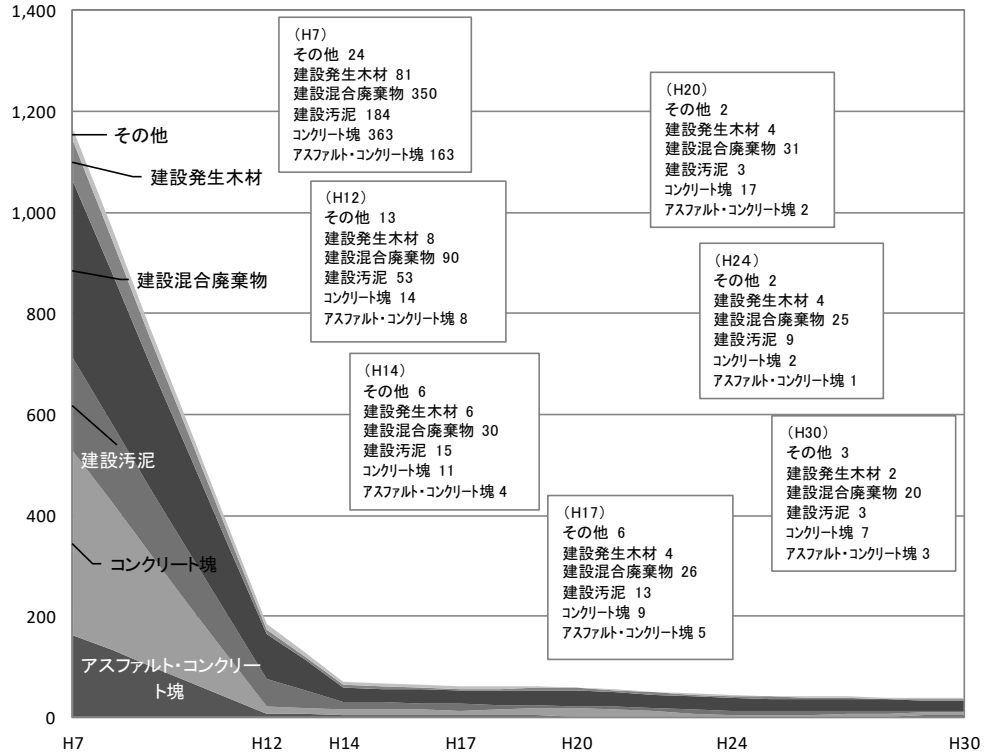 1,400
1,200
1,000
800
600
400
200
0
H7
H12
H14
H17
H20
H24
H30
その他
建設発生木材
建設混合廃棄物
建設汚泥
コンクリート塊
アスファルト・コンクリー
ト塊
(H7)
その他 24
建設発生木材 81
建設混合廃棄物 350
建設汚泥 184
コンクリート塊 363
アスファルト・コンクリート塊 163
(H12)
その他 13
建設発生木材 8
建設混合廃棄物 90
建設汚泥 53
コンクリート塊 14
アスファルト・コンクリート塊 8
(H14)
その他 6
建設発生木材 6
建設混合廃棄物 30
建設汚泥 15
コンクリート塊 11
アスファルト・コンクリート塊 4
(H17)
その他 6
建設発生木材 4
建設混合廃棄物 26
建設汚泥 13
コンクリート塊 9
アスファルト・コンクリート塊 5
(H20)
その他 2
建設発生木材 4
建設混合廃棄物 31
建設汚泥 3
コンクリート塊 17
アスファルト・コンクリート塊 2
(H24)
その他 2
建設発生木材 4
建設混合廃棄物 25
建設汚泥 9
コンクリート塊 2
アスファルト・コンクリート塊 1
(H30)
その他 3
建設発生木材 2
建設混合廃棄物 20
建設汚泥 3
コンクリート塊 7
アスファルト・コンクリート塊 3